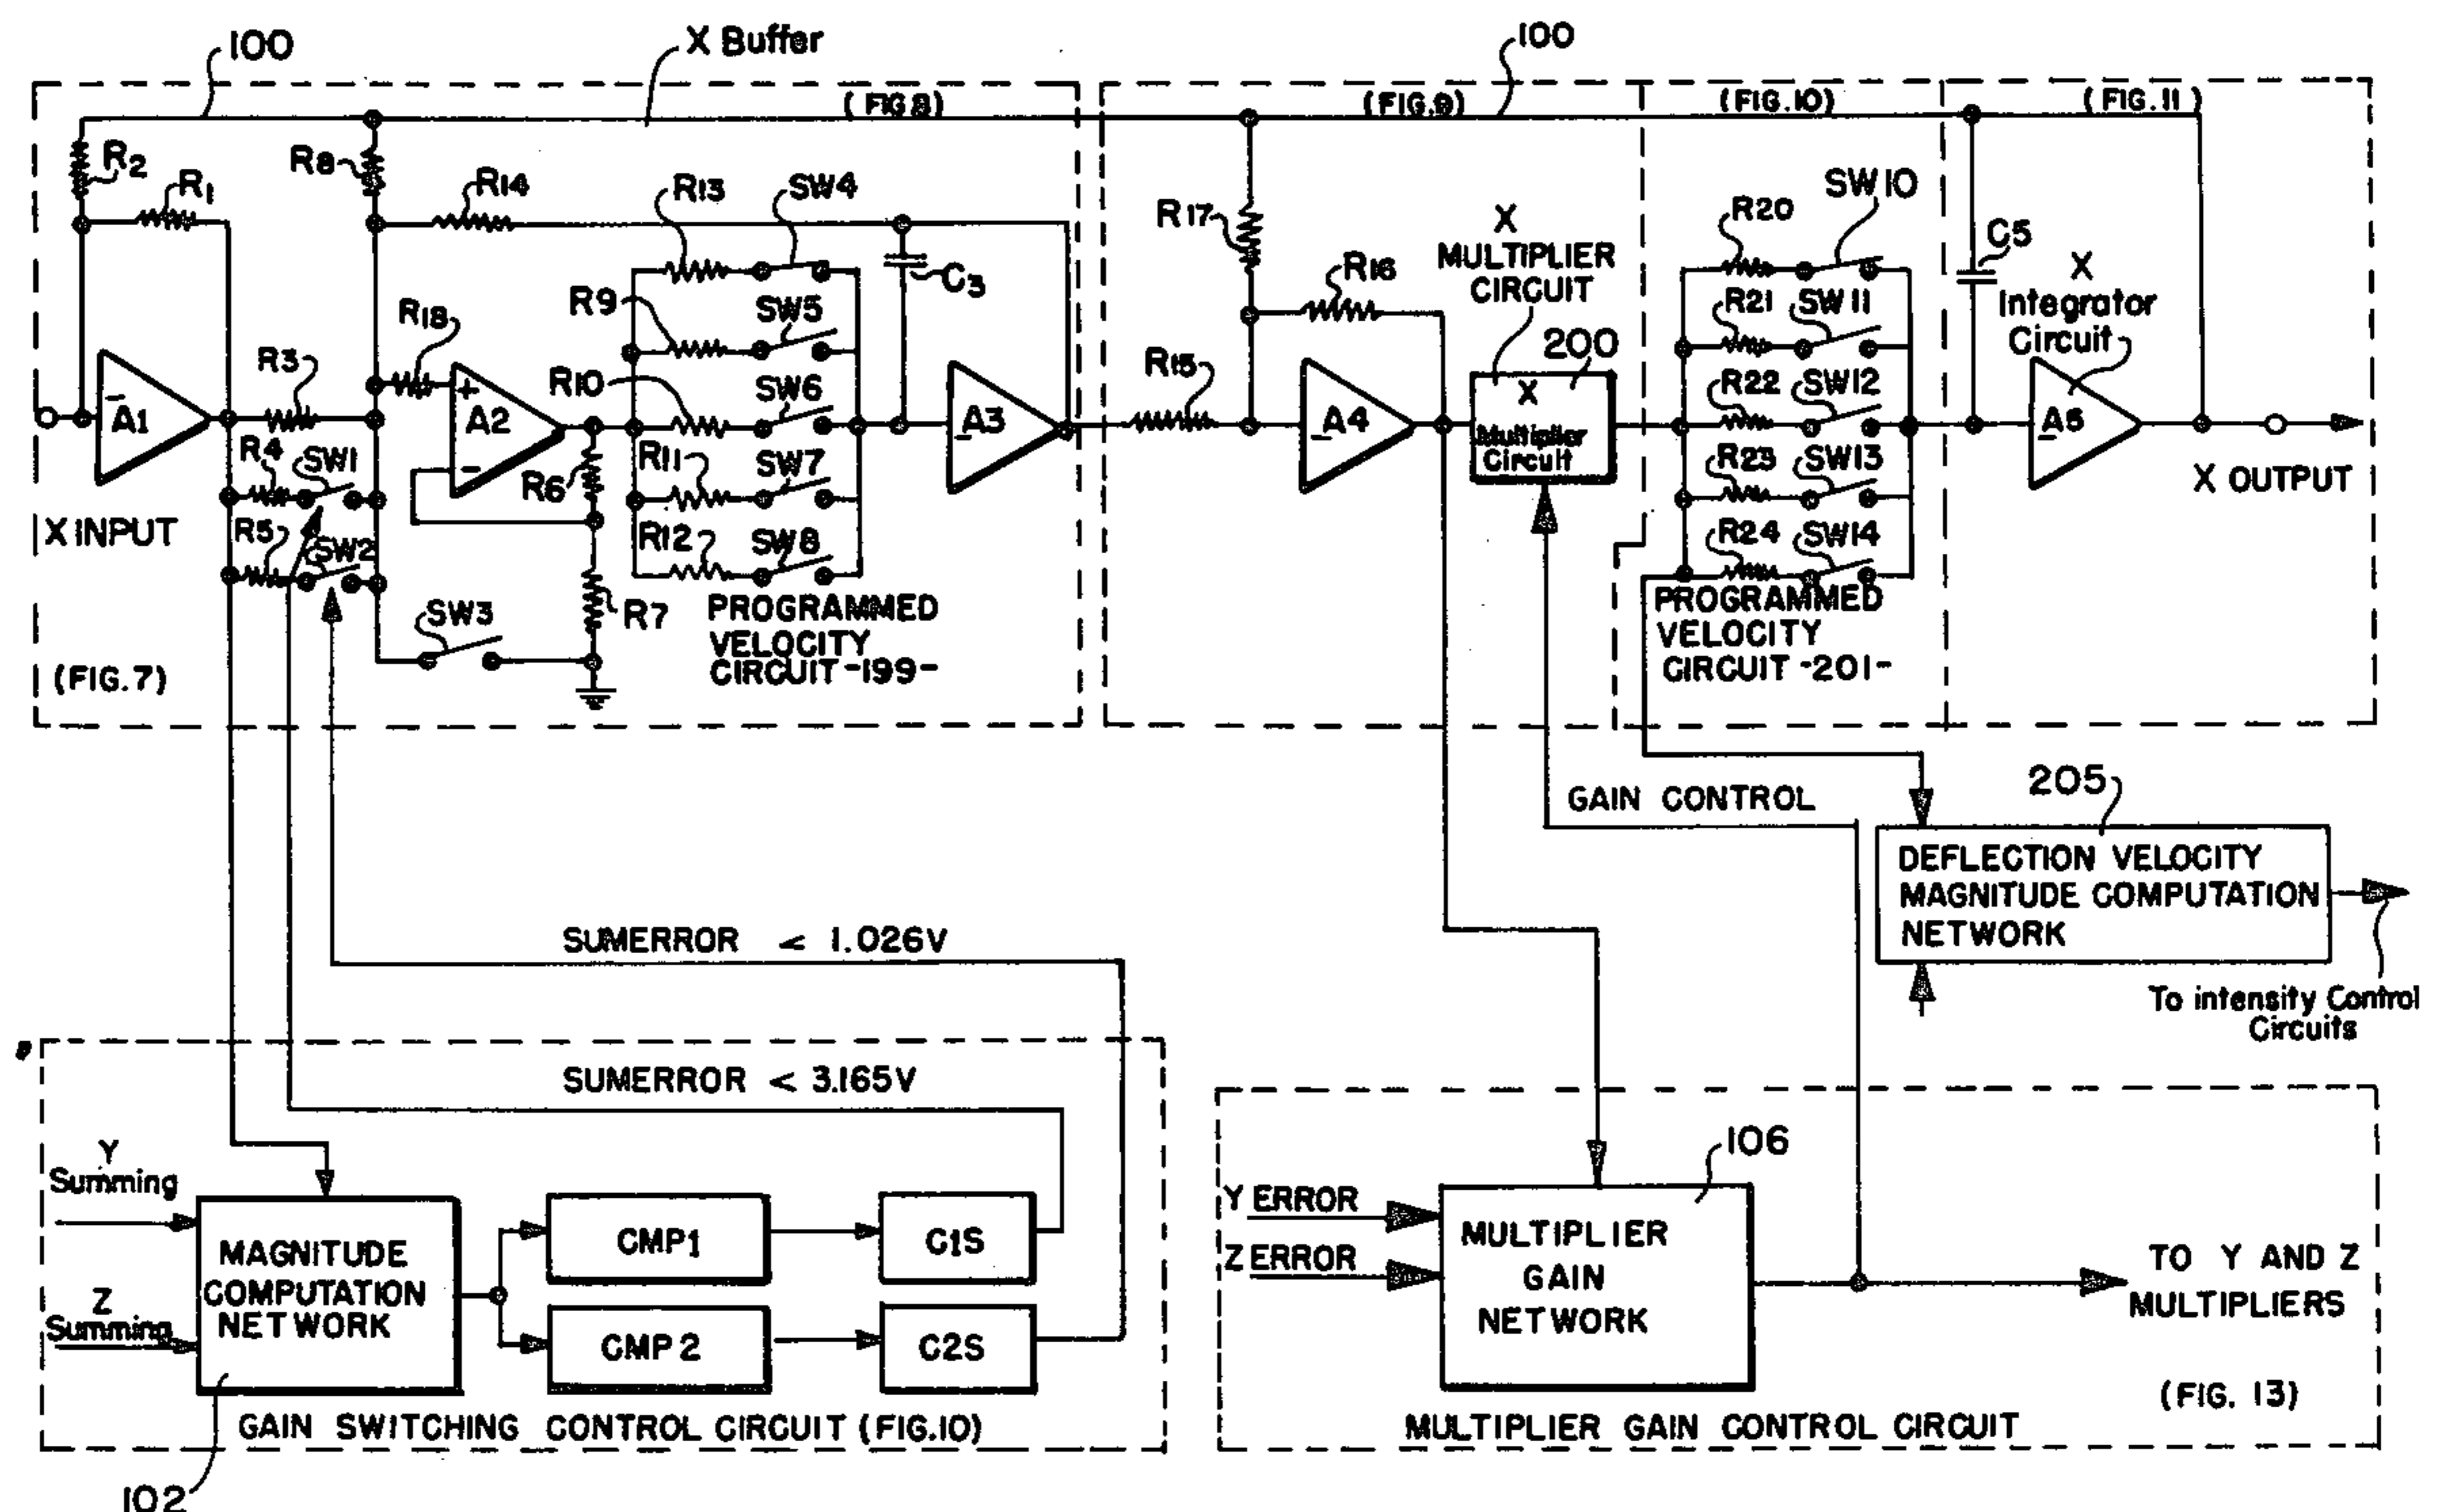 100
X Buffer
100
(FIG 8)
(FIG.9)
(FIG.10)
(FIG.11)
R2
R1
R8
R14
R13
SW4
C3
R17
X
MULTIPLIER
CIRCUIT
R16
SW10
R20
C5
X
Integrator
Circuit
R18
R9
SW5
R21
SW11
R3
R10
SW6
R15
200
R22
SW12
- A1
+
A2
-
- A3
- A4
X
Multiplier
Circuit
- A5
R4
SW1
R6
R11
SW7
R23
SW13
X OUTPUT
X INPUT
R5
SW2
R12
SW8
R24
SW14
SW3
R7
PROGRAMMED
VELOCITY
CIRCUIT -199-
PROGRAMMED
VELOCITY
CIRCUIT -201-
(FIG.7)
GAIN CONTROL
205
DEFLECTION VELOCITY
MAGNITUDE COMPUTATION
NETWORK
To intensity Control
Circuits
SUMERROR < 1.026V
SUMERROR < 3.165V
Y
Summing
Z
Summing
MAGNITUDE
COMPUTATION
NETWORK
CMP1
C1S
CMP 2
C2S
GAIN SWITCHING CONTROL CIRCUIT (FIG.10)
102
106
Y ERROR
Z ERROR
MULTIPLIER
GAIN
NETWORK
TO Y AND Z
MULTIPLIERS
(FIG. 13)
MULTIPLIER GAIN CONTROL CIRCUIT